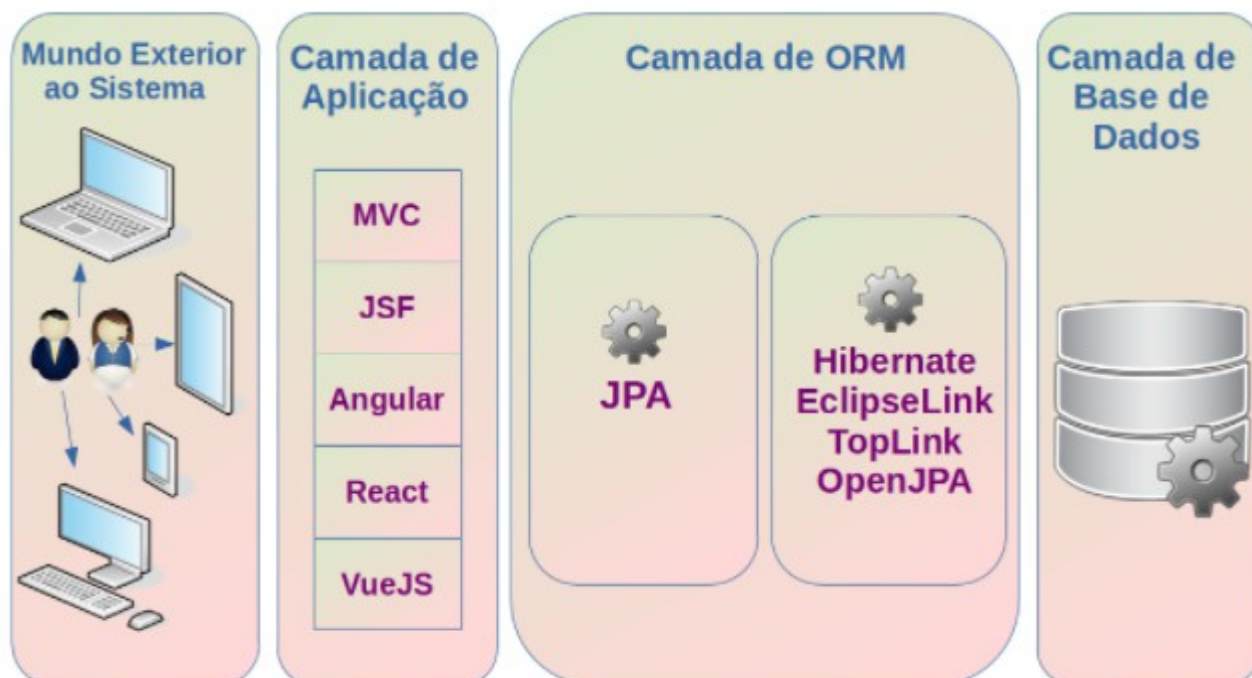 Mundo Exterior
ao Sistema
Camada de
Aplicação
MVC
JSF
Angular
React
VueJS
Camada de ORM
JPA
Hibernate
EclipseLink
TopLink
OpenJPA
Camada de
Base de
Dados